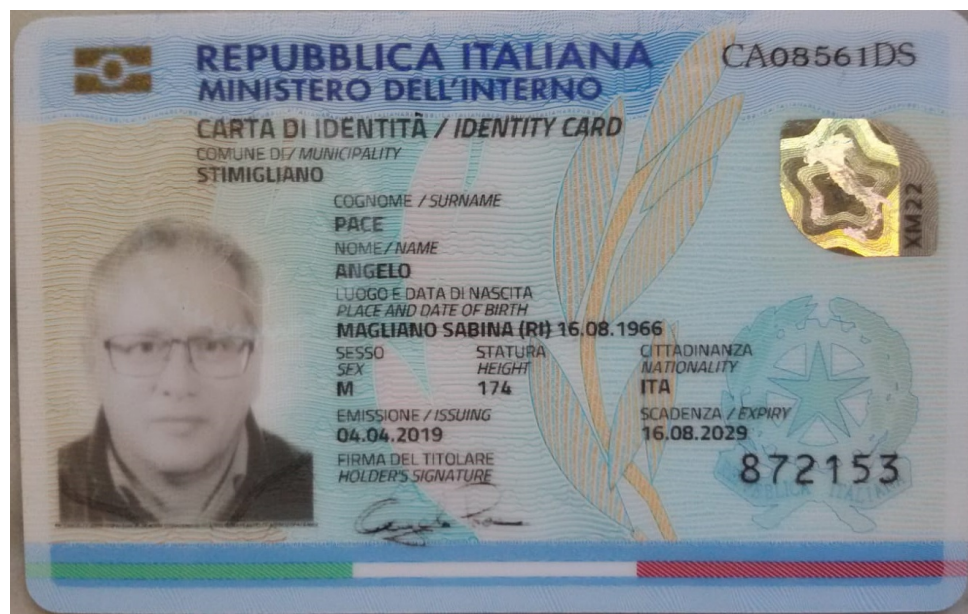 REPUBBLICA ITALIANA
MINISTERO DELL'INTERNO
CA08561DS
CARTA DI IDENTITÀ / IDENTITY CARD
COMUNE DI / MUNICIPALITY
STIMIGLIANO
XM22
COGNOME / SURNAME
PACE
NOME / NAME
ANGELO
LUOGO E DATA DI NASCITA
PLACE AND DATE OF BIRTH
MAGLIANO SABINA (RI) 16.08.1966
SESSO STATURA CITTADINANZA
SEX HEIGHT NATIONALITY
M 174 ITA
EMISSIONE / ISSUING SCADENZA / EXPIRY
04.04.2019 16.08.2029
FIRMA DEL TITOLARE
HOLDER'S SIGNATURE
872153
REPUBBLICA ITALIANA